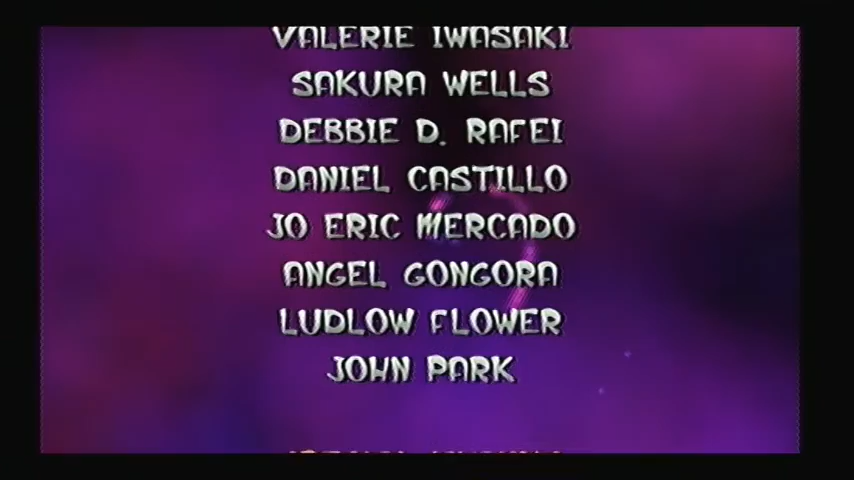 VALERIE IWASAKI
SAKURA WELLS
DEBBIE D. RAFEI
DANIEL CASTILLO
JO ERIC MERCADO
ANGEL GONGORA
LUDLOW FLOWER
JOHN PARK